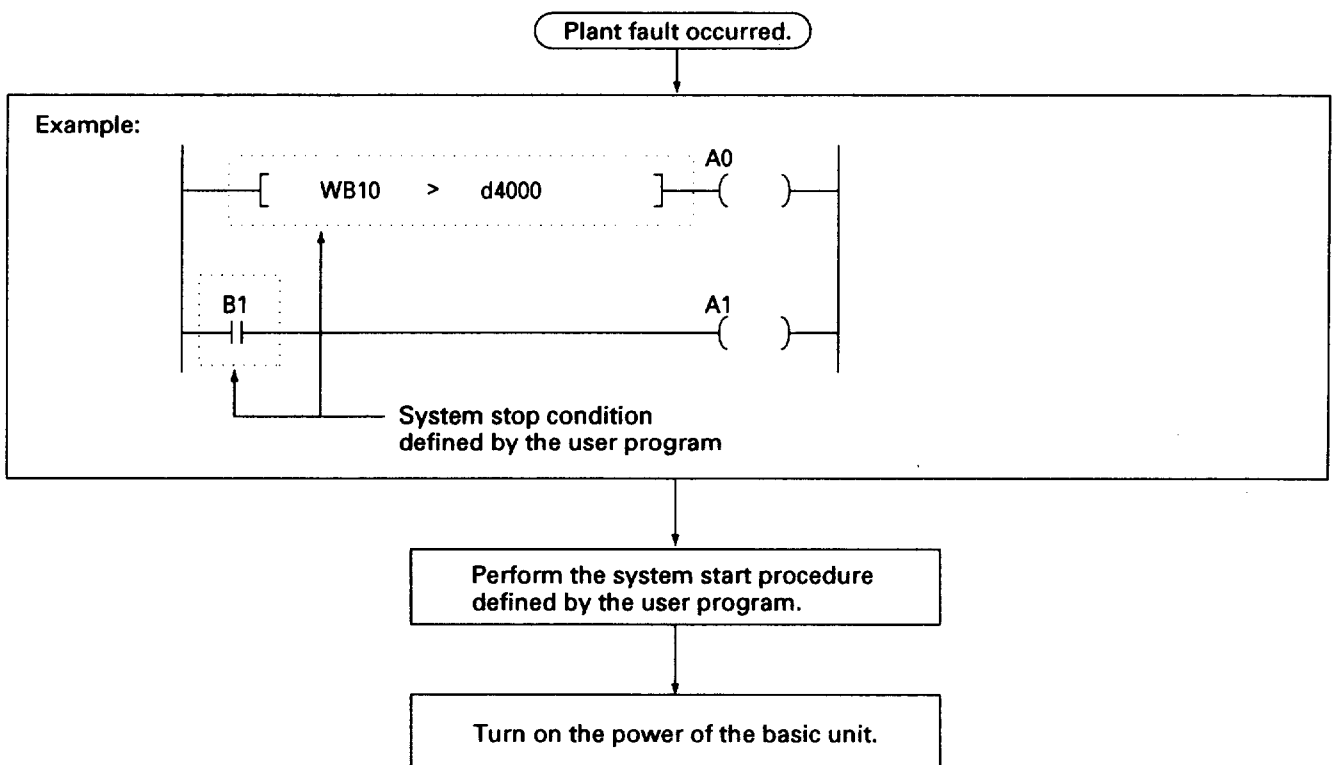 Plant fault occurred.
Example:
A0
WB10 > d4000
B1
A1
System stop condition
defined by the user program
Perform the system start procedure
defined by the user program.
Turn on the power of the basic unit.